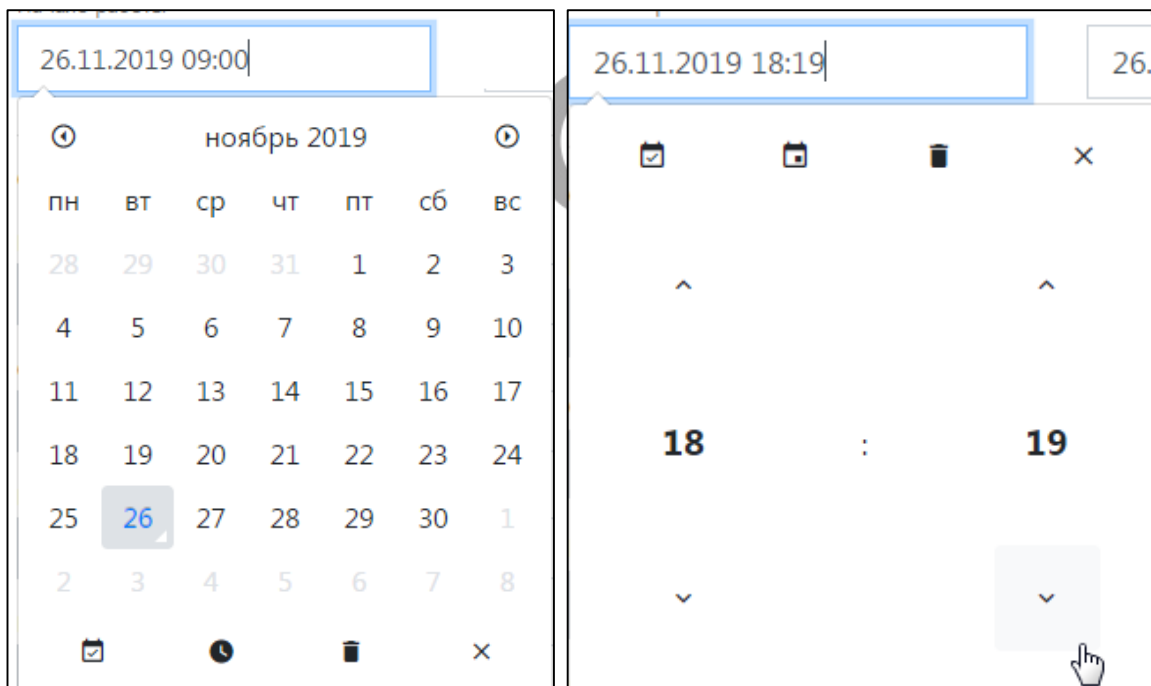 26.11.2019 09:00
ноябрь 2019
пн вт ср чт пт сб вс
28 29 30 31 1 2 3
4 5 6 7 8 9 10
11 12 13 14 15 16 17
18 19 20 21 22 23 24
25 26 27 28 29 30 1
2 3 4 5 6 7 8
26.11.2019 18:19
26.
18 : 19